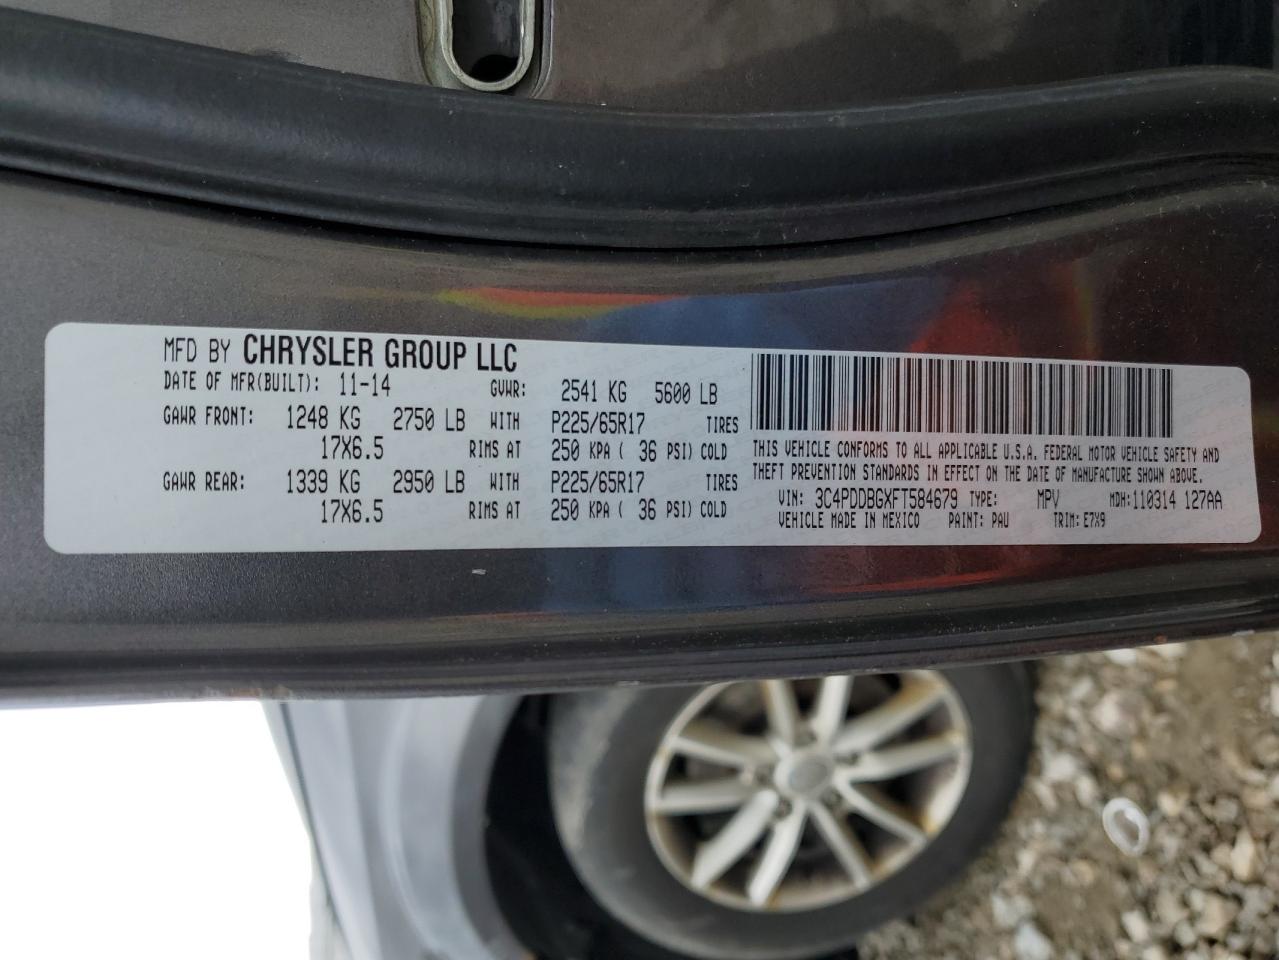 MFD BY CHRYSLER GROUP LLC
DATE OF MFR(BUILT): 11-14 GVWR: 2541 KG 5600 LB
GAWR FRONT: 1248 KG 2750 LB WITH P225/65R17 TIRES
17X6.5 RIMS AT 250 KPA ( 36 PSI) COLD
GAWR REAR: 1339 KG 2950 LB WITH P225/65R17 TIRES
17X6.5 RIMS AT 250 KPA ( 36 PSI) COLD
THIS VEHICLE CONFORMS TO ALL APPLICABLE U.S.A. FEDERAL MOTOR VEHICLE SAFETY AND
THEFT PREVENTION STANDARDS IN EFFECT ON THE DATE OF MANUFACTURE SHOWN ABOVE.
VIN: 3C4PDDBGXFT584679 TYPE: MPV MDH:110314 127AA
VEHICLE MADE IN MEXICO PAINT: PAU TRIM: E7X9